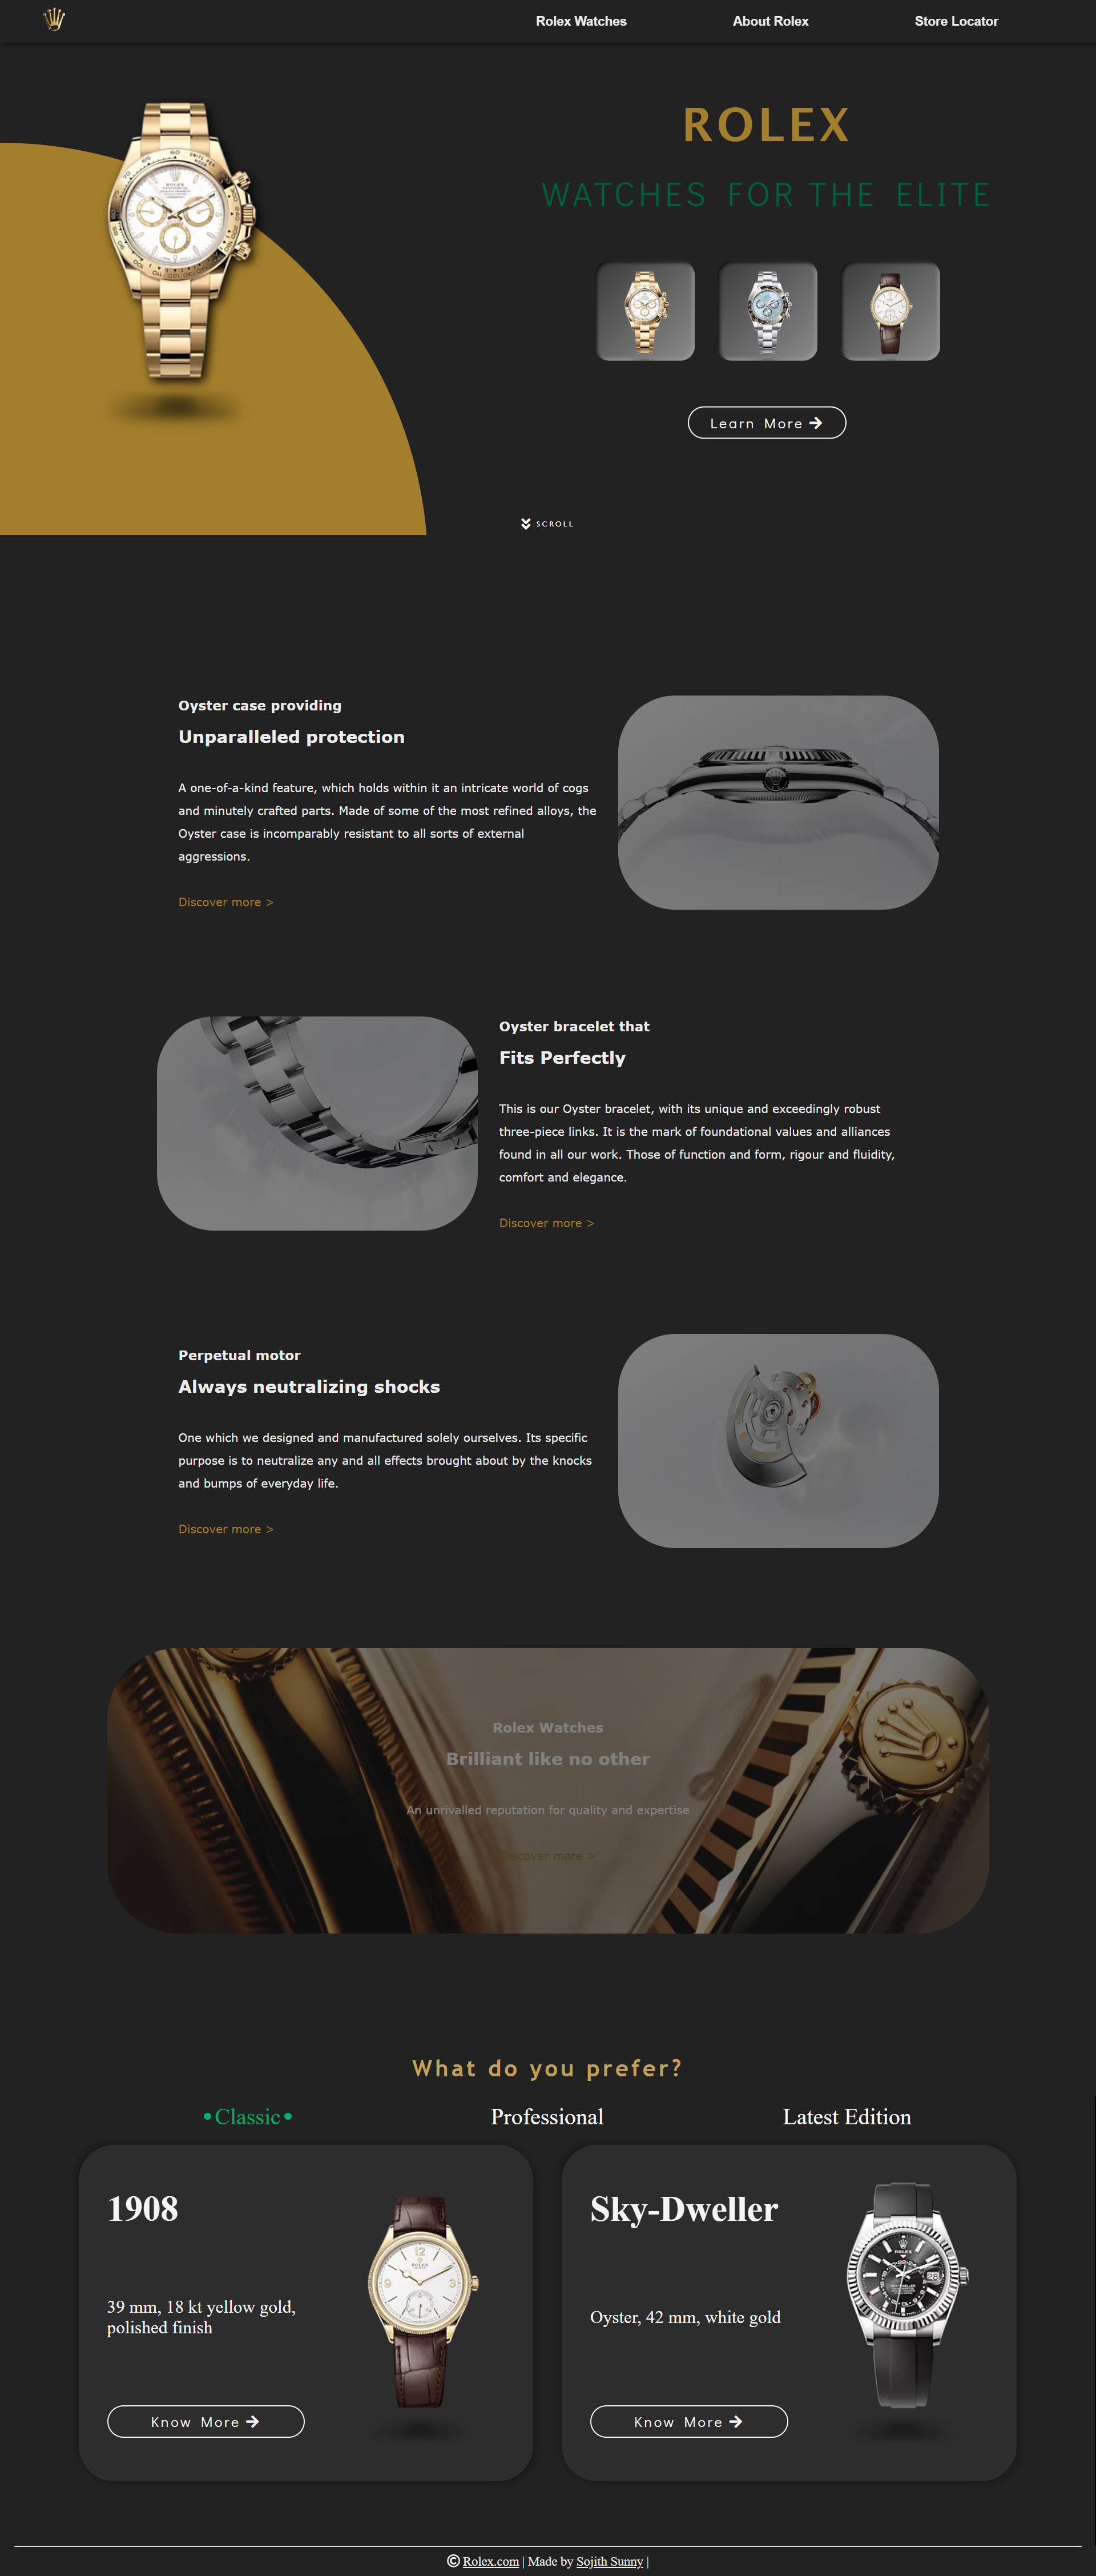 Rolex Watches
About Rolex
Store Locator
ROLEX
WATCHES FOR THE ELITE
Learn More
SCROLL
Oyster case providing
Unparalleled protection
A one-of-a-kind feature, which holds within it an intricate world of cogs
and minutely crafted parts. Made of some of the most refined alloys, the
Oyster case is incomparably resistant to all sorts of external
aggressions.
Discover more >
Oyster bracelet that
Fits Perfectly
This is our Oyster bracelet, with its unique and exceedingly robust
three-piece links. It is the mark of foundational values and alliances
found in all our work. Those of function and form, rigour and fluidity,
comfort and elegance.
Discover more >
Perpetual motor
Always neutralizing shocks
One which we designed and manufactured solely ourselves. Its specific
purpose is to neutralize any and all effects brought about by the knocks
and bumps of everyday life.
Discover more >
Rolex Watches
Brilliant like no other
An unrivalled reputation for quality and expertise
Discover more >
What do you prefer?
•Classic•
Professional
Latest Edition
1908
39 mm, 18 kt yellow gold,
polished finish
Know More
Sky-Dweller
Oyster, 42 mm, white gold
Know More
© Rolex.com | Made by Sojith Sunny |